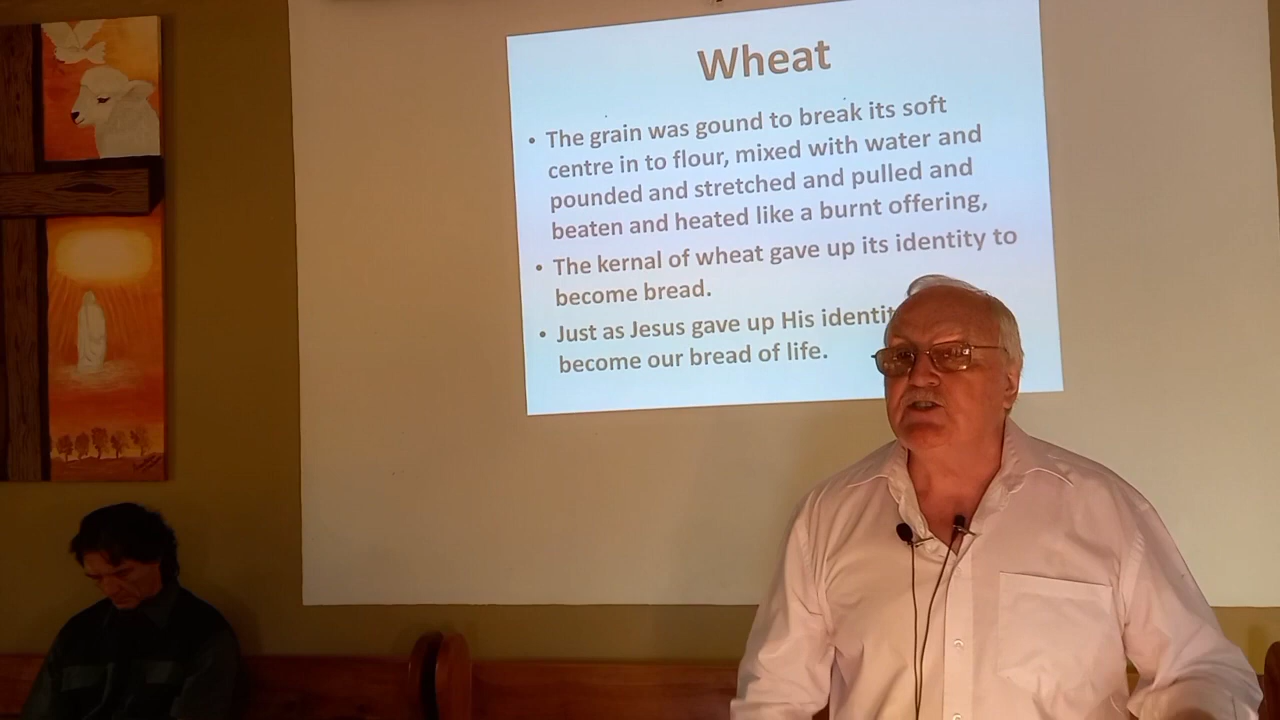 Wheat
• The grain was gound to break its soft
centre in to flour, mixed with water and
pounded and stretched and pulled and
beaten and heated like a burnt offering,
• The kernal of wheat gave up its identity to
become bread.
• Just as Jesus gave up His identit
become our bread of life.